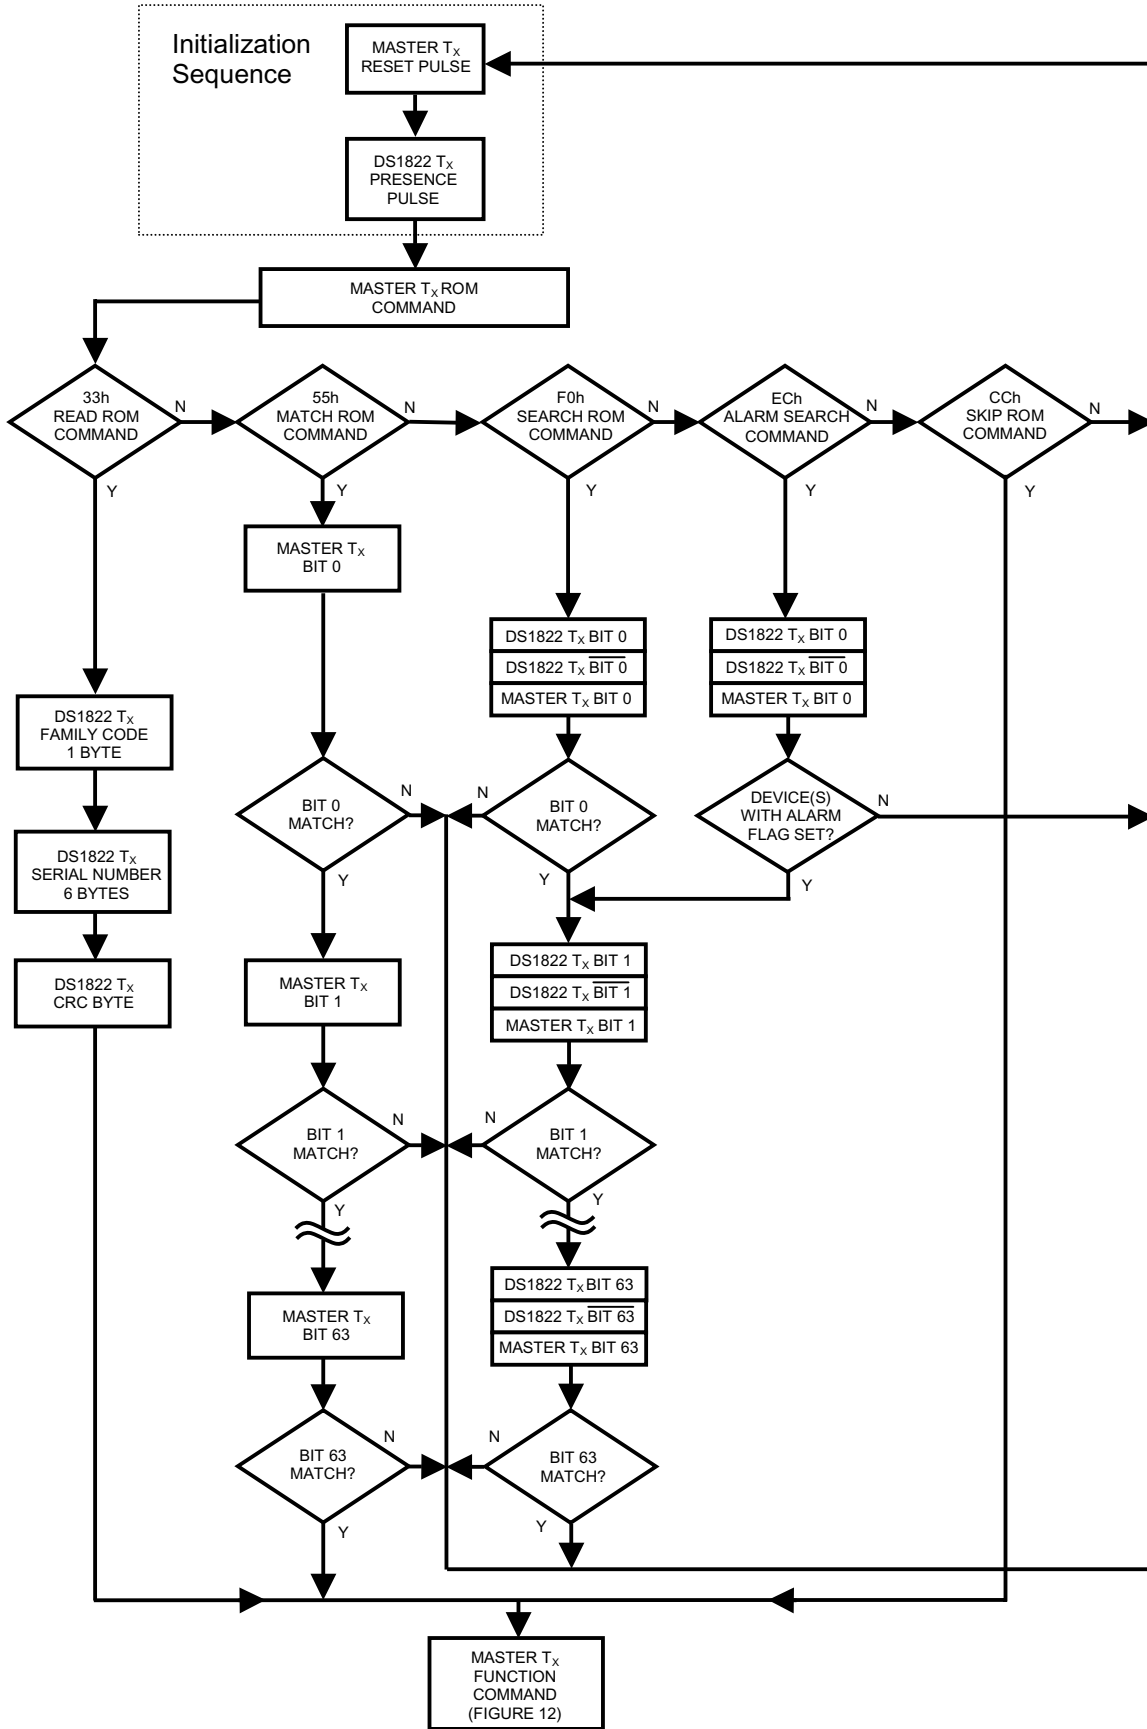 Initialization
Sequence
MASTER TX
RESET PULSE
DS1822 TX
PRESENCE
PULSE
MASTER TX ROM
COMMAND
33h
READ ROM
COMMAND
N
Y
55h
MATCH ROM
COMMAND
N
Y
F0h
SEARCH ROM
COMMAND
N
Y
ECh
ALARM SEARCH
COMMAND
N
Y
CCh
SKIP ROM
COMMAND
N
Y
MASTER TX
BIT 0
DS1822 TX BIT 0
DS1822 TX B̅I̅T̅ ̅0̅
MASTER TX BIT 0
DS1822 TX BIT 0
DS1822 TX B̅I̅T̅ ̅0̅
MASTER TX BIT 0
DS1822 TX
FAMILY CODE
1 BYTE
DS1822 TX
SERIAL NUMBER
6 BYTES
DS1822 TX
CRC BYTE
BIT 0
MATCH?
N
Y
BIT 0
MATCH?
N
Y
DEVICE(S)
WITH ALARM
FLAG SET?
N
Y
MASTER TX
BIT 1
DS1822 TX BIT 1
DS1822 TX B̅I̅T̅ ̅1̅
MASTER TX BIT 1
BIT 1
MATCH?
N
Y
BIT 1
MATCH?
N
Y
MASTER TX
BIT 63
DS1822 TX BIT 63
DS1822 TX B̅I̅T̅ ̅6̅3̅
MASTER TX BIT 63
BIT 63
MATCH?
N
Y
BIT 63
MATCH?
N
Y
MASTER TX
FUNCTION
COMMAND
(FIGURE 12)